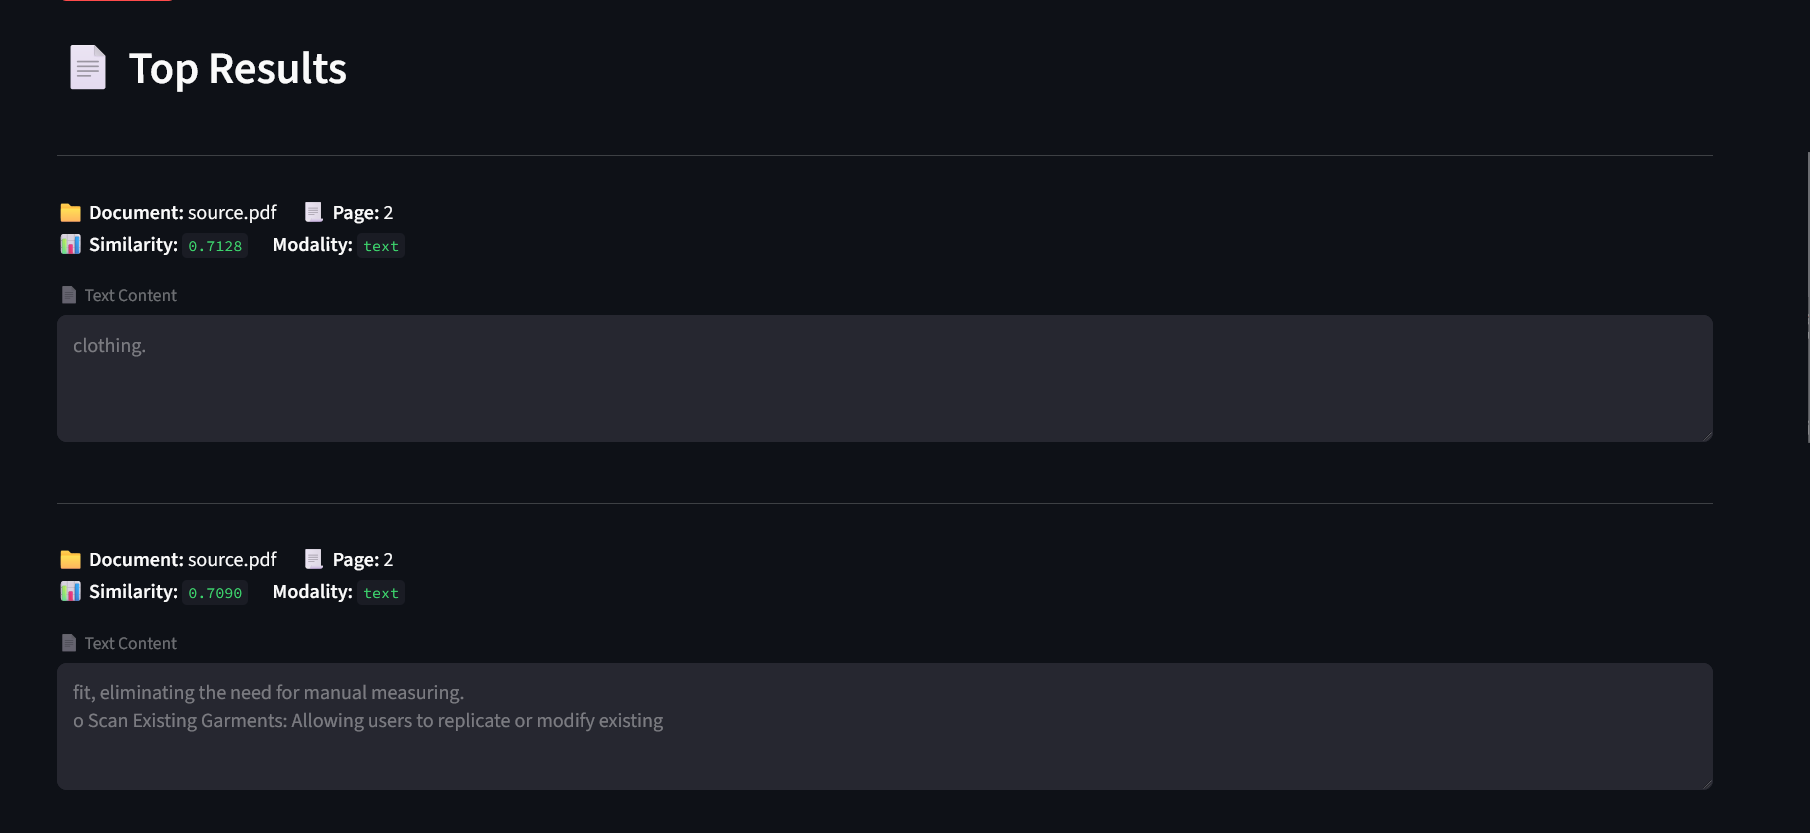 Top Results
Document: source.pdf Page: 2
Similarity: 0.7128 Modality: text
Text Content
clothing.
Document: source.pdf Page: 2
Similarity: 0.7090 Modality: text
Text Content
fit, eliminating the need for manual measuring.
o Scan Existing Garments: Allowing users to replicate or modify existing